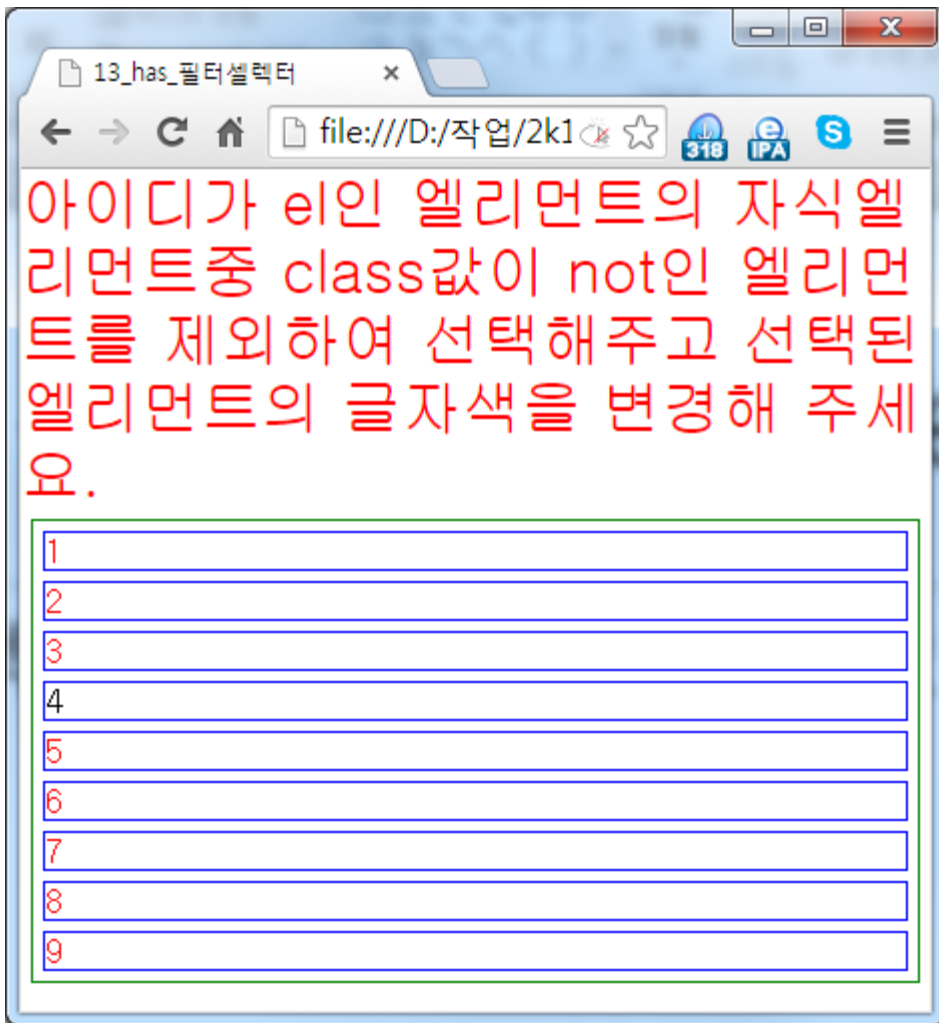 13_has_필터셀렉터
file:///D:/작업/2k1
318
IPA
아이디가 el인 엘리먼트의 자식엘
리먼트중 class값이 not인 엘리먼
트를 제외하여 선택해주고 선택된
엘리먼트의 글자색을 변경해 주세
요.
1
2
3
4
5
6
7
8
9